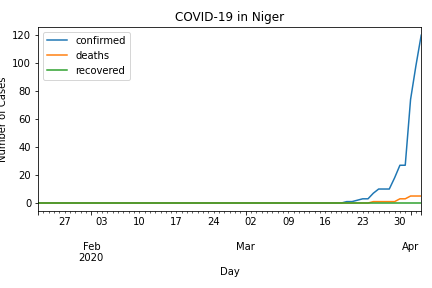 COVID-19 in Niger
confirmed
deaths
recovered
Number of Cases
120
100
80
60
40
20
0
27 03 10 17 24 02 09 16 23 30
Feb Mar Apr
2020
Day